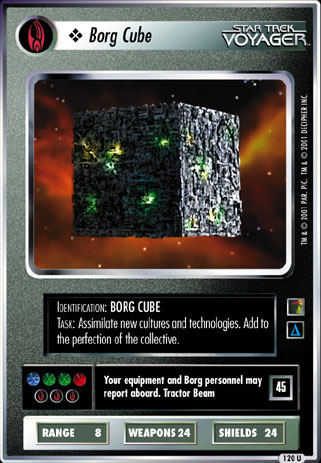 ❖ Borg Cube
STAR TREK
VOYAGER™
TM & © 2001 PAR. PIC. TM & © 2001 DECIPHER INC.
IDENTIFICATION: BORG CUBE
TASK: Assimilate new cultures and technologies. Add to
the perfection of the collective.
Δ
Your equipment and Borg personnel may
report aboard. Tractor Beam
45
RANGE 8
WEAPONS 24
SHIELDS 24
120 U